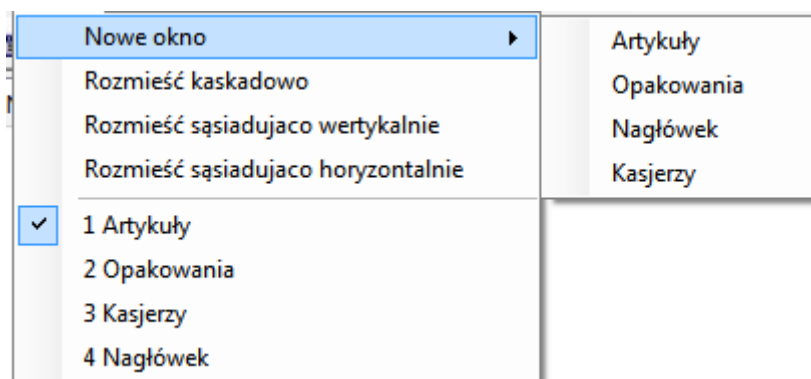 Nowe okno
Rozmieść kaskadowo
Rozmieść sąsiadujaco wertykalnie
Rozmieść sąsiadujaco horyzontalnie
1 Artykuły
2 Opakowania
3 Kasjerzy
4 Nagłówek
Artykuły
Opakowania
Nagłówek
Kasjerzy